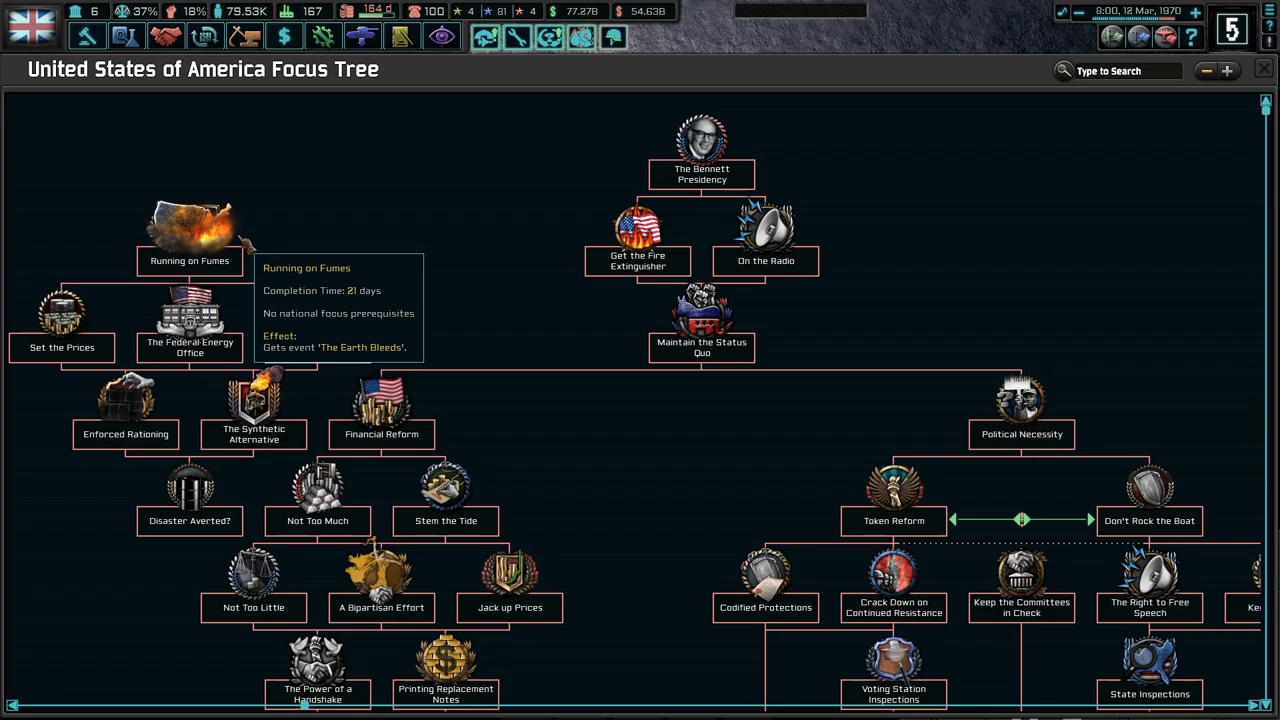 6 37% 18% 79.53K 167 164 d 100 4 81 4 77.27B 54.63B
8:00, 12 Mar, 1970
5
United States of America Focus Tree
Type to Search
The Bennett
Presidency
Running on Fumes
Get the Fire
Extinguisher
On the Radio
Running on Fumes
Completion Time: 21 days
No national focus prerequisites
Effect:
Gets event 'The Earth Bleeds'.
Set the Prices
The Federal Energy
Office
Maintain the Status
Quo
Enforced Rationing
The Synthetic
Alternative
Financial Reform
Political Necessity
Disaster Averted?
Not Too Much
Stem the Tide
Token Reform
Don't Rock the Boat
Not Too Little
A Bipartisan Effort
Jack up Prices
Codified Protections
Crack Down on
Continued Resistance
Keep the Committees
in Check
The Right to Free
Speech
The Power of a
Handshake
Printing Replacement
Notes
Voting Station
Inspections
State Inspections